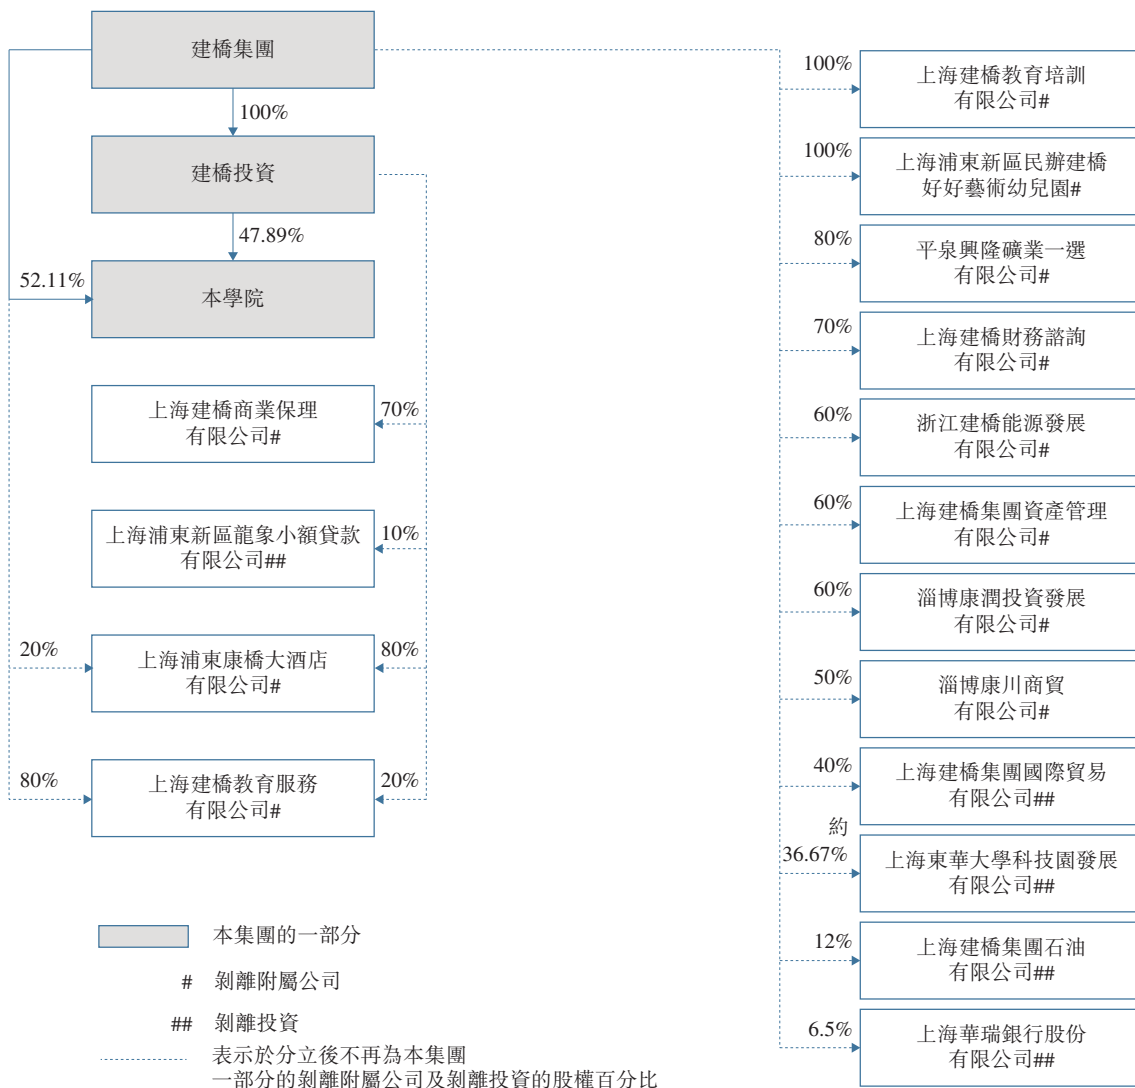 建橋集團
100%
建橋投資
47.89%
52.11%
本學院
上海建橋商業保理
有限公司#
70%
上海浦東新區龍象小額貸款
有限公司##
10%
20%
上海浦東康橋大酒店
有限公司#
80%
80%
上海建橋教育服務
有限公司#
20%
100%
上海建橋教育培訓
有限公司#
100%
上海浦東新區民辦建橋
好好藝術幼兒園#
80%
平泉興隆礦業一選
有限公司#
70%
上海建橋財務諮詢
有限公司#
60%
浙江建橋能源發展
有限公司#
60%
上海建橋集團資產管理
有限公司#
60%
淄博康潤投資發展
有限公司#
50%
淄博康川商貿
有限公司#
40%
上海建橋集團國際貿易
有限公司##
約
36.67%
上海東華大學科技園發展
有限公司##
12%
上海建橋集團石油
有限公司##
6.5%
上海華瑞銀行股份
有限公司##
本集團的一部分
# 剝離附屬公司
## 剝離投資
表示於分立後不再為本集團
一部分的剝離附屬公司及剝離投資的股權百分比